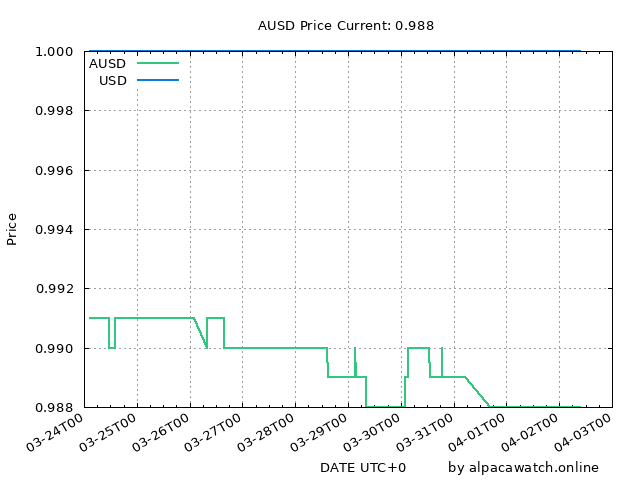 AUSD Price Current: 0.988
1.000
AUSD
USD
0.998
0.996
0.994
Price
0.992
0.990
0.988
03-24T00 03-25T00 03-26T00 03-27T00 03-28T00 03-29T00 03-30T00 03-31T00 04-01T00 04-02T00 04-03T00
DATE UTC+0 by alpacawatch.online